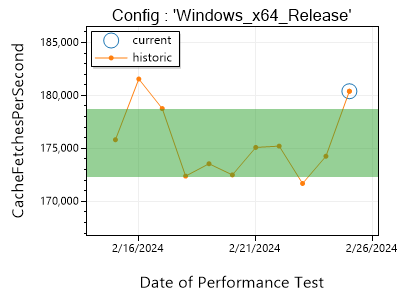 Config : 'Windows_x64_Release'
current
historic
CacheFetchesPerSecond
185,000
180,000
175,000
170,000
2/16/2024
2/21/2024
2/26/2024
Date of Performance Test